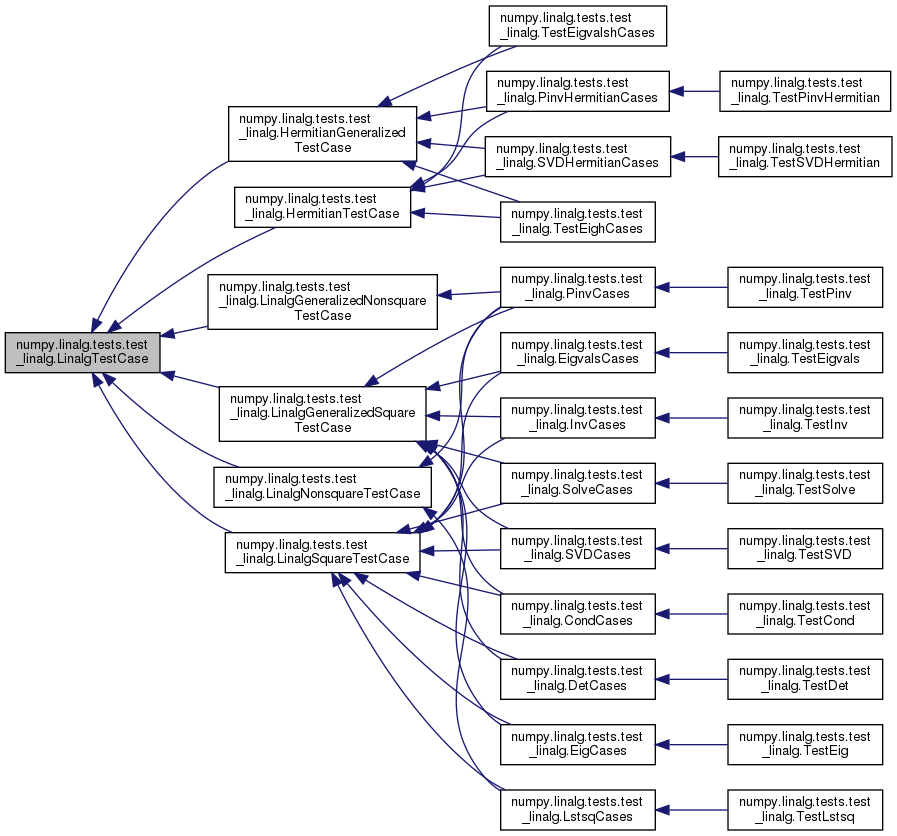 numpy.linalg.tests.test
_linalg.LinalgTestCase
numpy.linalg.tests.test
_linalg.HermitianGeneralized
TestCase
numpy.linalg.tests.test
_linalg.HermitianTestCase
numpy.linalg.tests.test
_linalg.LinalgGeneralizedNonsquare
TestCase
numpy.linalg.tests.test
_linalg.LinalgGeneralizedSquare
TestCase
numpy.linalg.tests.test
_linalg.LinalgNonsquareTestCase
numpy.linalg.tests.test
_linalg.LinalgSquareTestCase
numpy.linalg.tests.test
_linalg.TestEigvalshCases
numpy.linalg.tests.test
_linalg.PinvHermitianCases
numpy.linalg.tests.test
_linalg.SVDHermitianCases
numpy.linalg.tests.test
_linalg.TestEighCases
numpy.linalg.tests.test
_linalg.PinvCases
numpy.linalg.tests.test
_linalg.EigvalsCases
numpy.linalg.tests.test
_linalg.InvCases
numpy.linalg.tests.test
_linalg.SolveCases
numpy.linalg.tests.test
_linalg.SVDCases
numpy.linalg.tests.test
_linalg.CondCases
numpy.linalg.tests.test
_linalg.DetCases
numpy.linalg.tests.test
_linalg.EigCases
numpy.linalg.tests.test
_linalg.LstsqCases
numpy.linalg.tests.test
_linalg.TestPinvHermitian
numpy.linalg.tests.test
_linalg.TestSVDHermitian
numpy.linalg.tests.test
_linalg.TestPinv
numpy.linalg.tests.test
_linalg.TestEigvals
numpy.linalg.tests.test
_linalg.TestInv
numpy.linalg.tests.test
_linalg.TestSolve
numpy.linalg.tests.test
_linalg.TestSVD
numpy.linalg.tests.test
_linalg.TestCond
numpy.linalg.tests.test
_linalg.TestDet
numpy.linalg.tests.test
_linalg.TestEig
numpy.linalg.tests.test
_linalg.TestLstsq